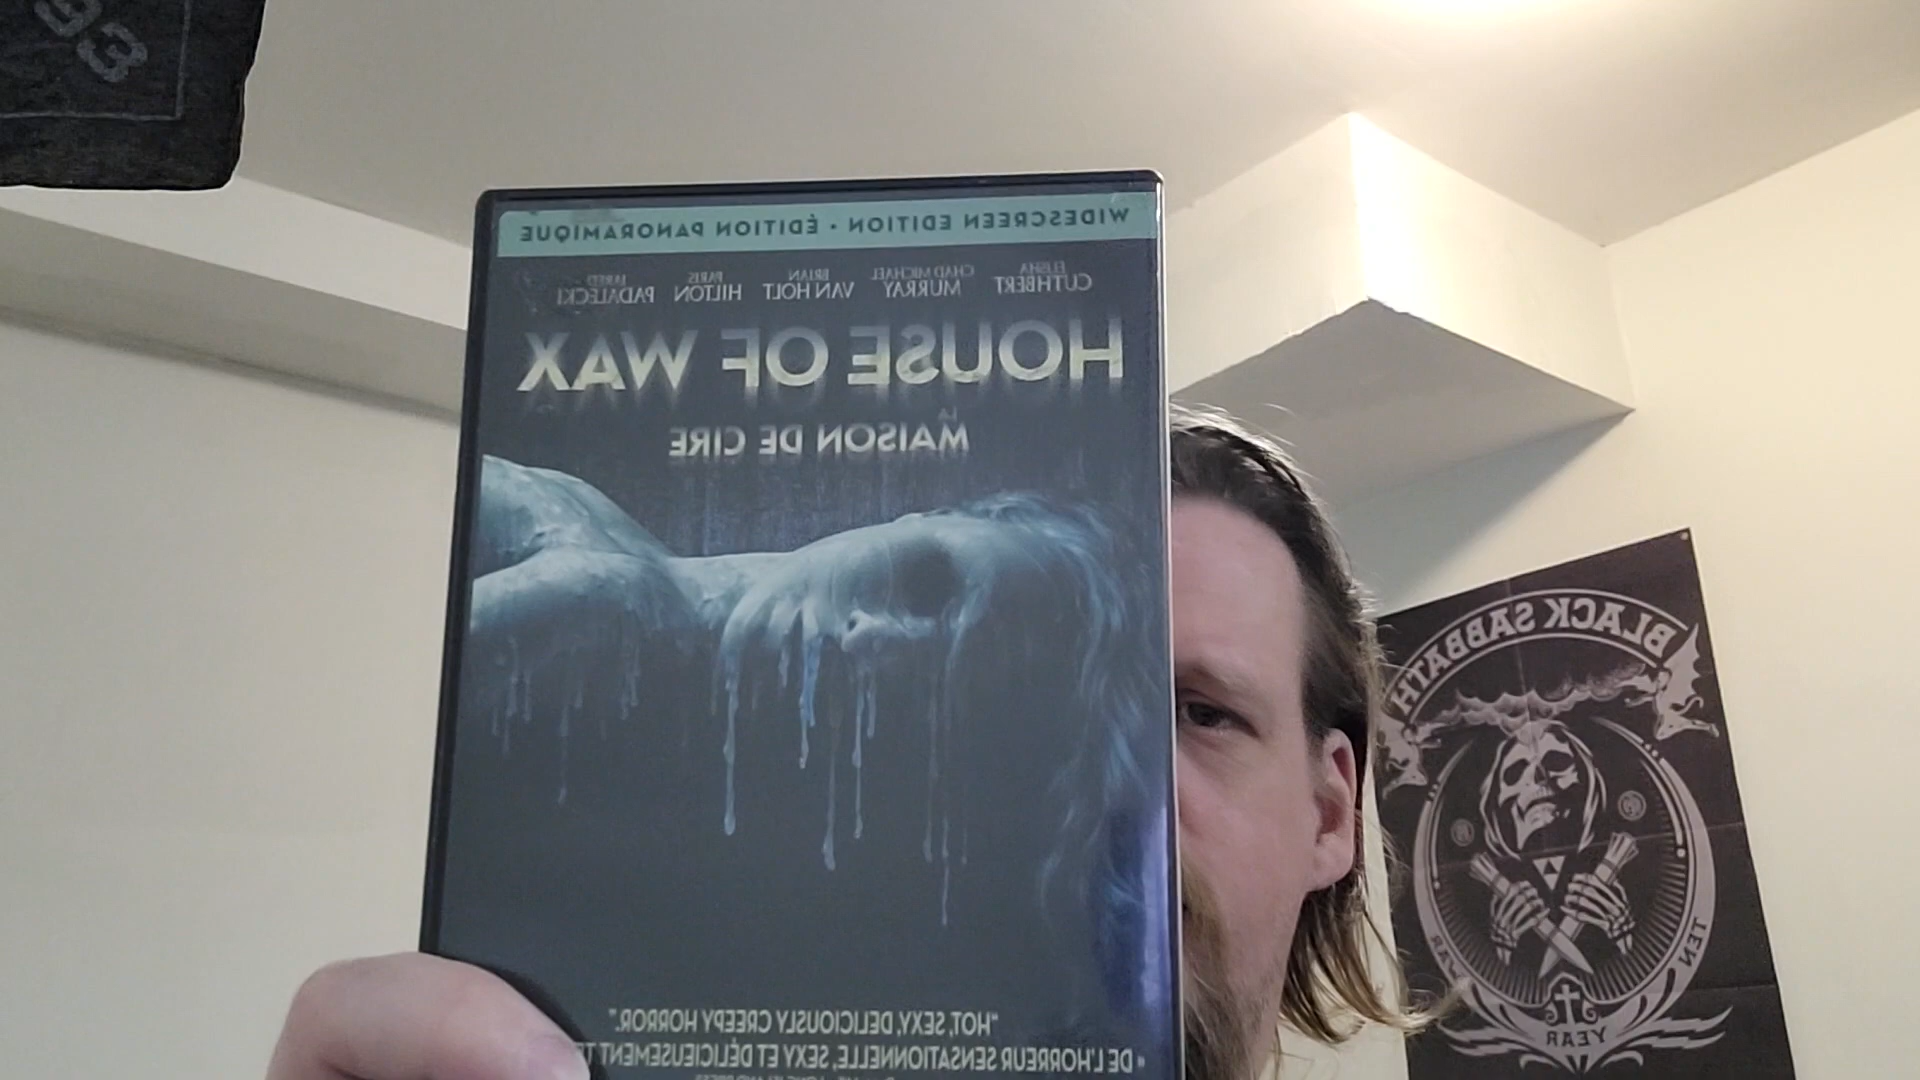 93
WIDESCREEN EDITION • ÉDITION PANORAMIQUE
ELISHA CUTHBERT
CHAD MICHAEL MURRAY
BRIAN VAN HOLT
PARIS HILTON
JARED PADALECKI
HOUSE OF WAX
LA
MAISON DE CIRE
"HOT, SEXY, DELICIOUSLY CREEPY HORROR."
« DE L'HORREUR SENSATIONNELLE, SEXY ET DÉLICIEUSEMENT
BLACK SABBATH
TEN
YEAR
WAR